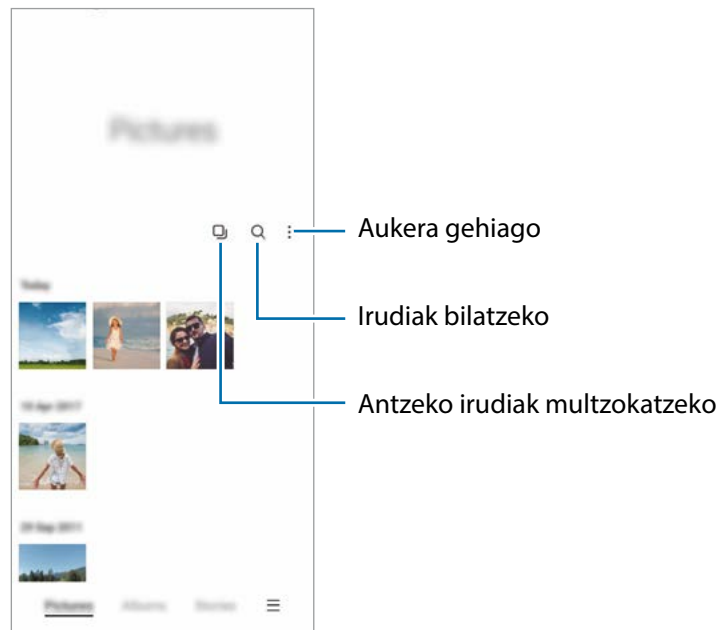 Pictures
Aukera gehiago
Today
Irudiak bilatzeko
Antzeko irudiak multzokatzeko
Pictures Albums Stories